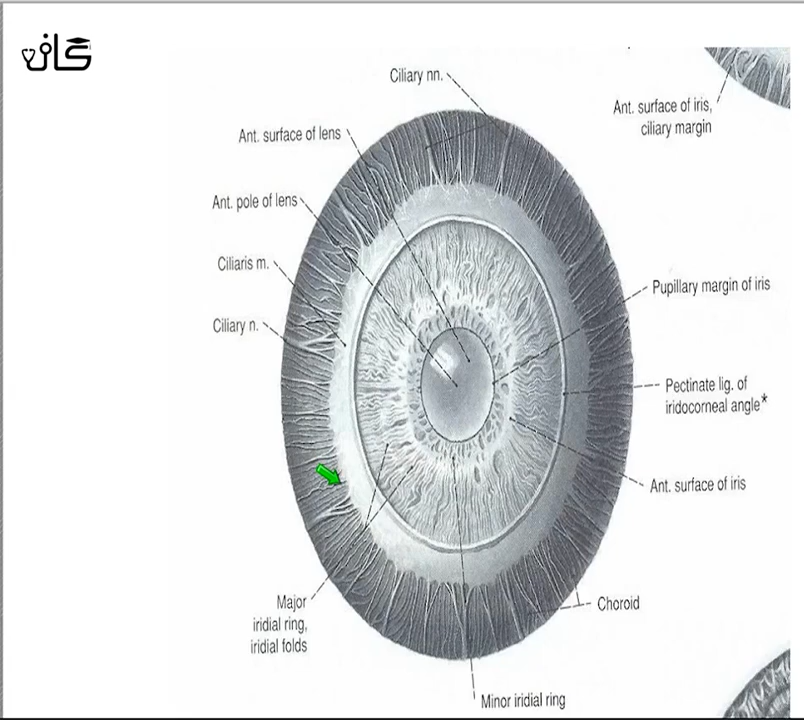 كان
Ciliary nn.
Ant. surface of iris,
ciliary margin
Ant. surface of lens
Ant. pole of lens
Ciliaris m.
Ciliary n.
Pupillary margin of iris
Pectinate lig. of
iridocorneal angle*
Ant. surface of iris
Major
iridial ring,
iridial folds
Choroid
Minor iridial ring